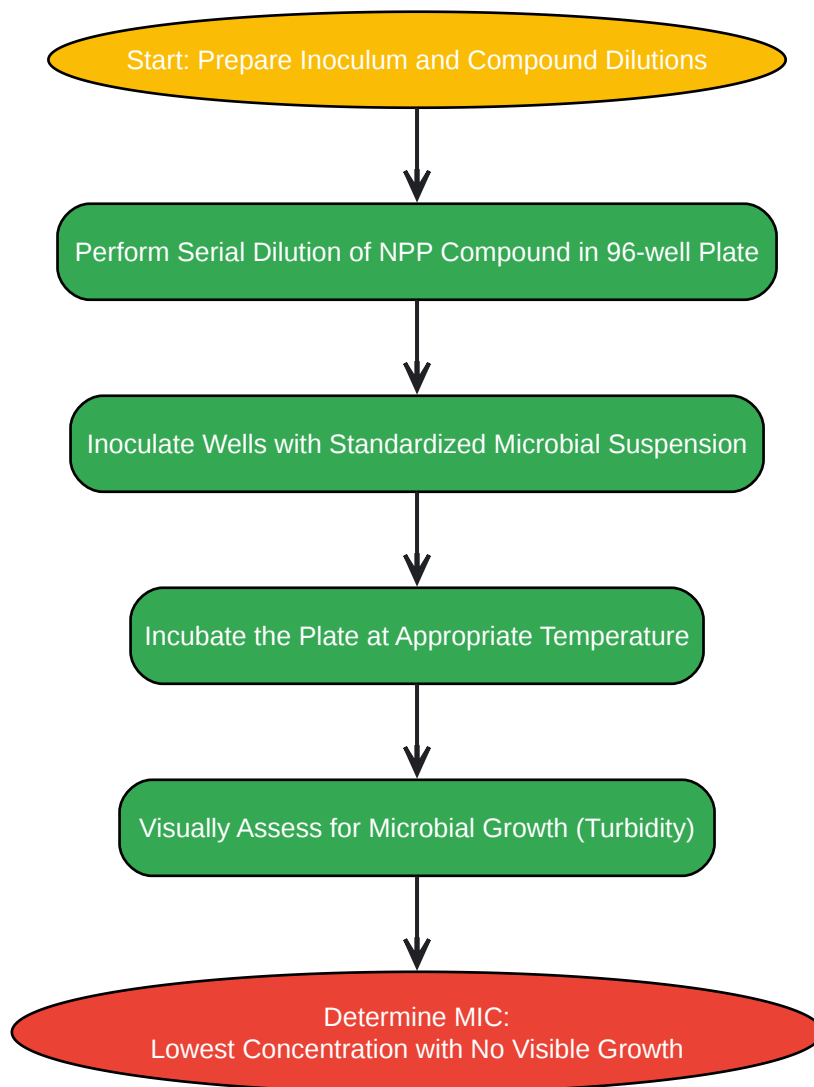 Start: Prepare Inoculum and Compound Dilutions
Perform Serial Dilution of NPP Compound in 96-well Plate
Inoculate Wells with Standardized Microbial Suspension
Incubate the Plate at Appropriate Temperature
Visually Assess for Microbial Growth (Turbidity)
Determine MIC:
Lowest Concentration with No Visible Growth